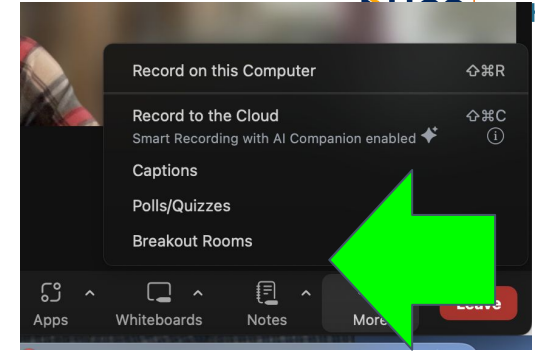 Record on this Computer ⇧⌘R
Record to the Cloud ⇧⌘C
Smart Recording with AI Companion enabled
Captions
Polls/Quizzes
Breakout Rooms
Apps Whiteboards Notes More Leave